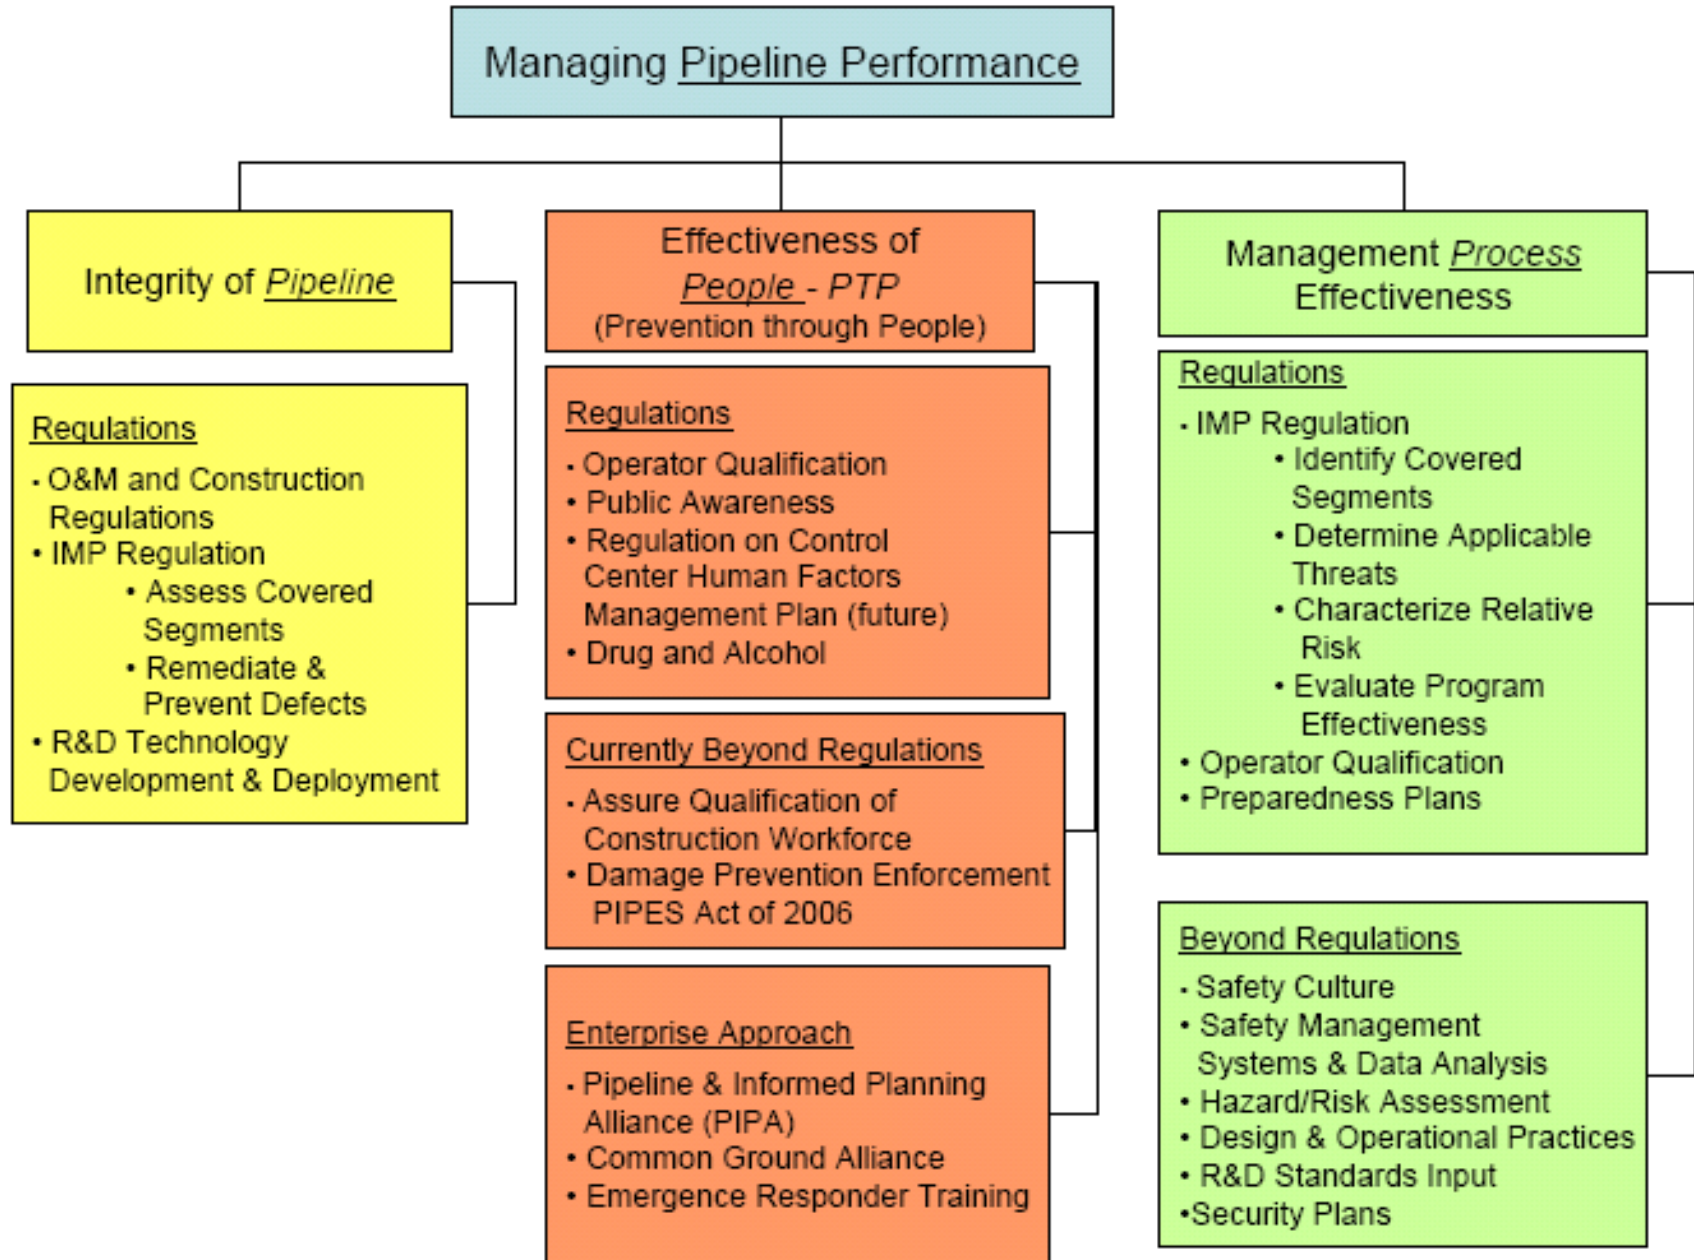 Managing Pipeline Performance
Integrity of Pipeline
Regulations
• O&M and Construction
Regulations
• IMP Regulation
• Assess Covered
Segments
• Remediate &
Prevent Defects
• R&D Technology
Development & Deployment
Effectiveness of
People - PTP
(Prevention through People)
Regulations
• Operator Qualification
• Public Awareness
• Regulation on Control
Center Human Factors
Management Plan (future)
• Drug and Alcohol
Currently Beyond Regulations
• Assure Qualification of
Construction Workforce
• Damage Prevention Enforcement
PIPES Act of 2006
Enterprise Approach
• Pipeline & Informed Planning
Alliance (PIPA)
• Common Ground Alliance
• Emergence Responder Training
Management Process
Effectiveness
Regulations
• IMP Regulation
• Identify Covered
Segments
• Determine Applicable
Threats
• Characterize Relative
Risk
• Evaluate Program
Effectiveness
• Operator Qualification
• Preparedness Plans
Beyond Regulations
• Safety Culture
• Safety Management
Systems & Data Analysis
• Hazard/Risk Assessment
• Design & Operational Practices
• R&D Standards Input
•Security Plans